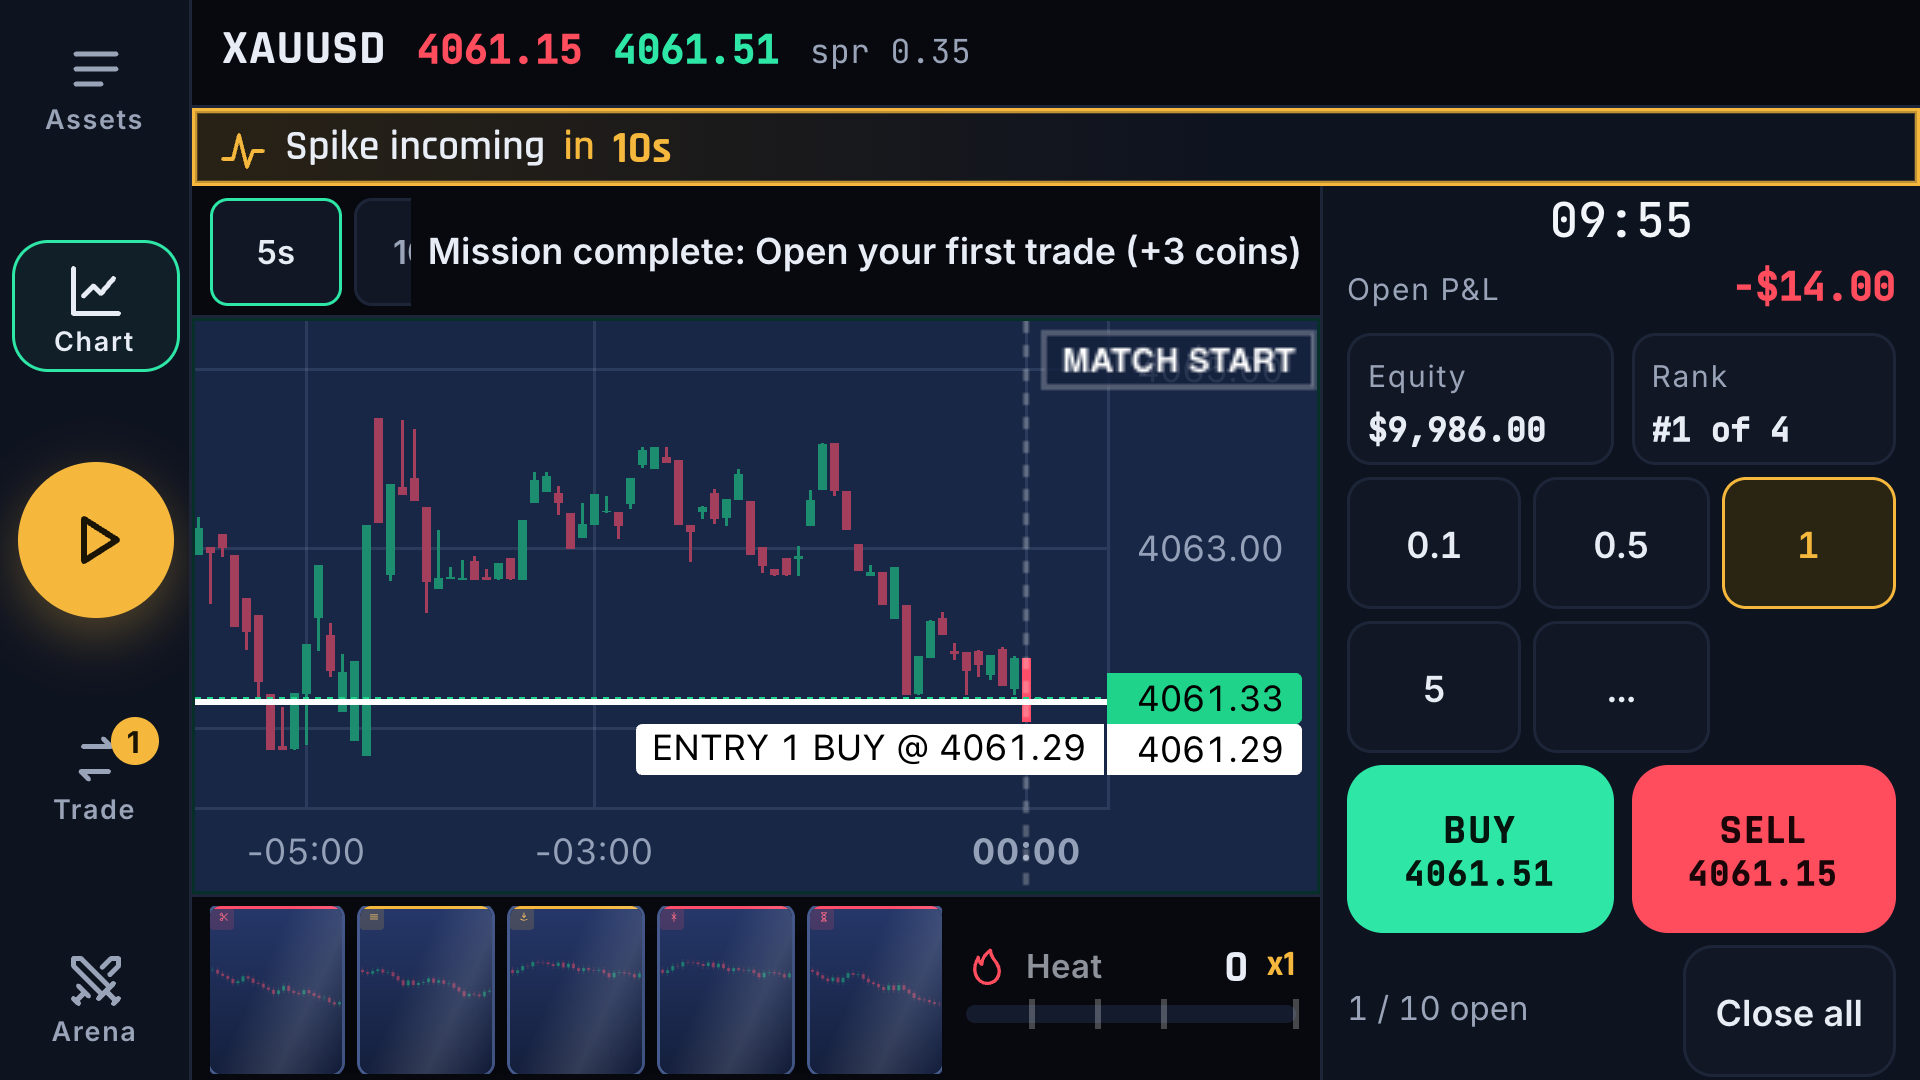 XAUUSD 4061.15 4061.51 spr 0.35
Assets
Spike incoming in 10s
5s
Mission complete: Open your first trade (+3 coins)
09:55
Open P&L -$14.00
Chart
MATCH START
Equity
$9,986.00
Rank
#1 of 4
4063.00
0.1
0.5
1
5
...
4061.33
ENTRY 1 BUY @ 4061.29
4061.29
1
Trade
-05:00
-03:00
00:00
BUY
4061.51
SELL
4061.15
Arena
Heat 0 x1
1 / 10 open
Close all